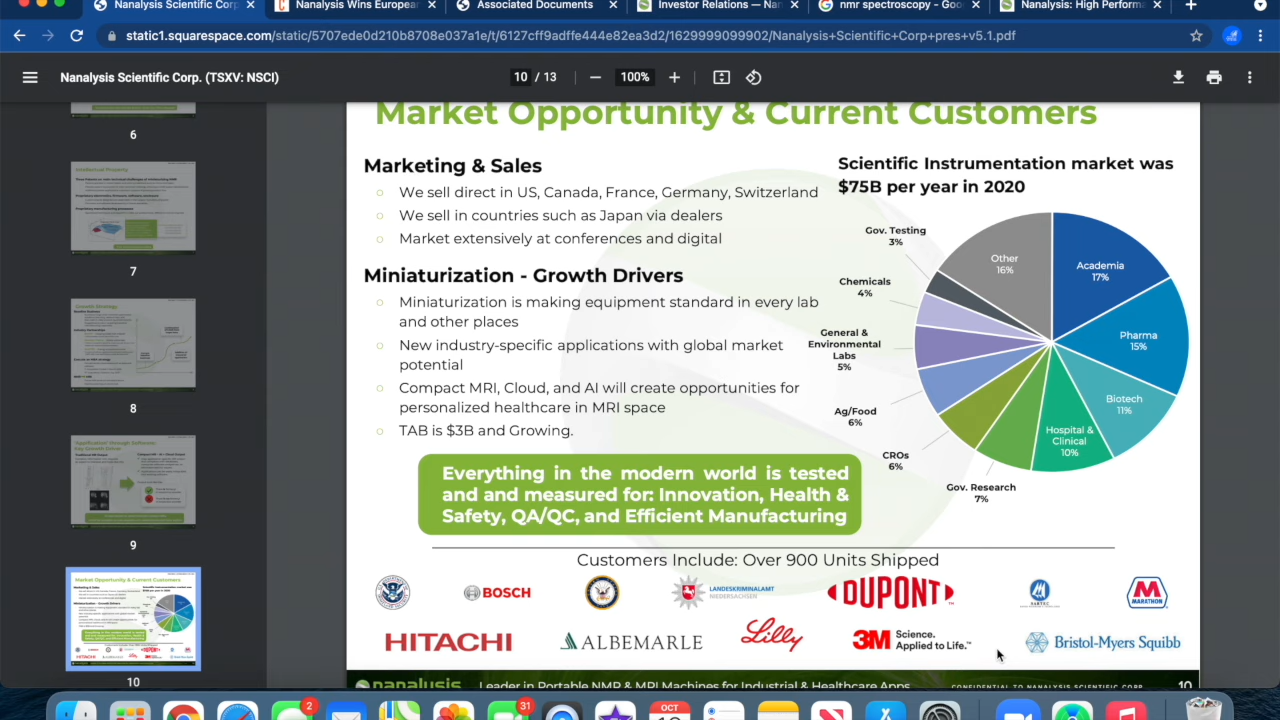 Nanalysis Scientific Corp.
Nanalysis Wins European
Associated Documents
Investor Relations — Nan
nmr spectroscopy - Goo
Nanalysis: High Performa
static1.squarespace.com/static/5707ede0d210b8708e037a1e/t/6127cff9adffe444e82ea3d2/1629999099902/Nanalysis+Scientific+Corp+pres+v5.1.pdf
Nanalysis Scientific Corp. (TSXV: NSCI)
10 / 13
100%
6
7
8
9
10
Market Opportunity & Current Customers
Marketing & Sales
We sell direct in US, Canada, France, Germany, Switzerland
We sell in countries such as Japan via dealers
Market extensively at conferences and digital
Miniaturization - Growth Drivers
Miniaturization is making equipment standard in every lab
and other places
New industry-specific applications with global market
potential
Compact MRI, Cloud, and AI will create opportunities for
personalized healthcare in MRI space
TAB is $3B and Growing.
Everything in the modern world is tested
and and measured for: Innovation, Health &
Safety, QA/QC, and Efficient Manufacturing
Scientific Instrumentation market was
$75B per year in 2020
Gov. Testing
3%
Other
16%
Academia
17%
Chemicals
4%
Pharma
15%
General &
Environmental
Labs
5%
Biotech
11%
Ag/Food
6%
Hospital &
Clinical
10%
CROs
6%
Gov. Research
7%
Customers Include: Over 900 Units Shipped
BOSCH
LANDESKRIMINALAMT
NIEDERSACHSEN
DUPONT
MARATHON
HITACHI
ALBEMARLE
Lilly
3M Science.
Applied to Life.™
Bristol-Myers Squibb
nanalysis
Leader in Portable NMR & MRI Machines for Industrial & Healthcare Apps
CONFIDENTIAL TO NANALYSIS SCIENTIFIC CORP
10
2
31
OCT